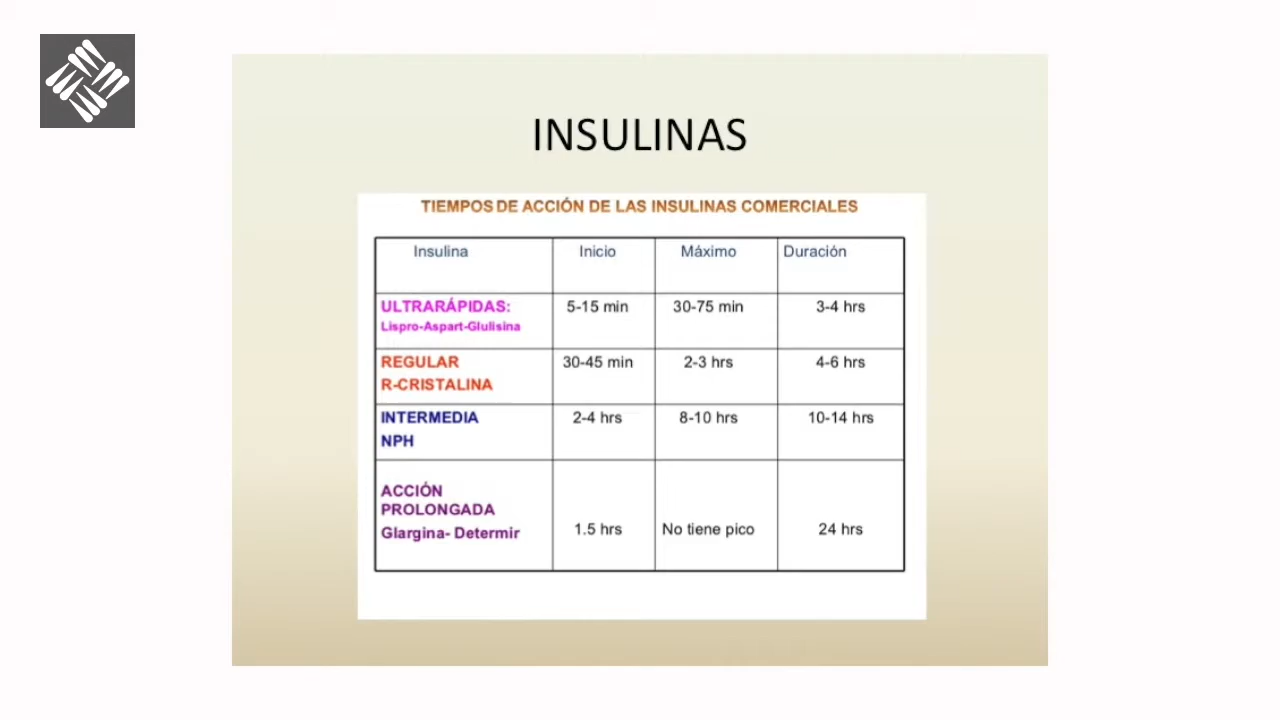 INSULINAS
TIEMPOS DE ACCIÓN DE LAS INSULINAS COMERCIALES
Insulina Inicio Máximo Duración
ULTRARÁPIDAS: 5-15 min 30-75 min 3-4 hrs
Lispro-Aspart-Glulisina
REGULAR 30-45 min 2-3 hrs 4-6 hrs
R-CRISTALINA
INTERMEDIA 2-4 hrs 8-10 hrs 10-14 hrs
NPH
ACCIÓN
PROLONGADA
Glargina- Determir 1.5 hrs No tiene pico 24 hrs